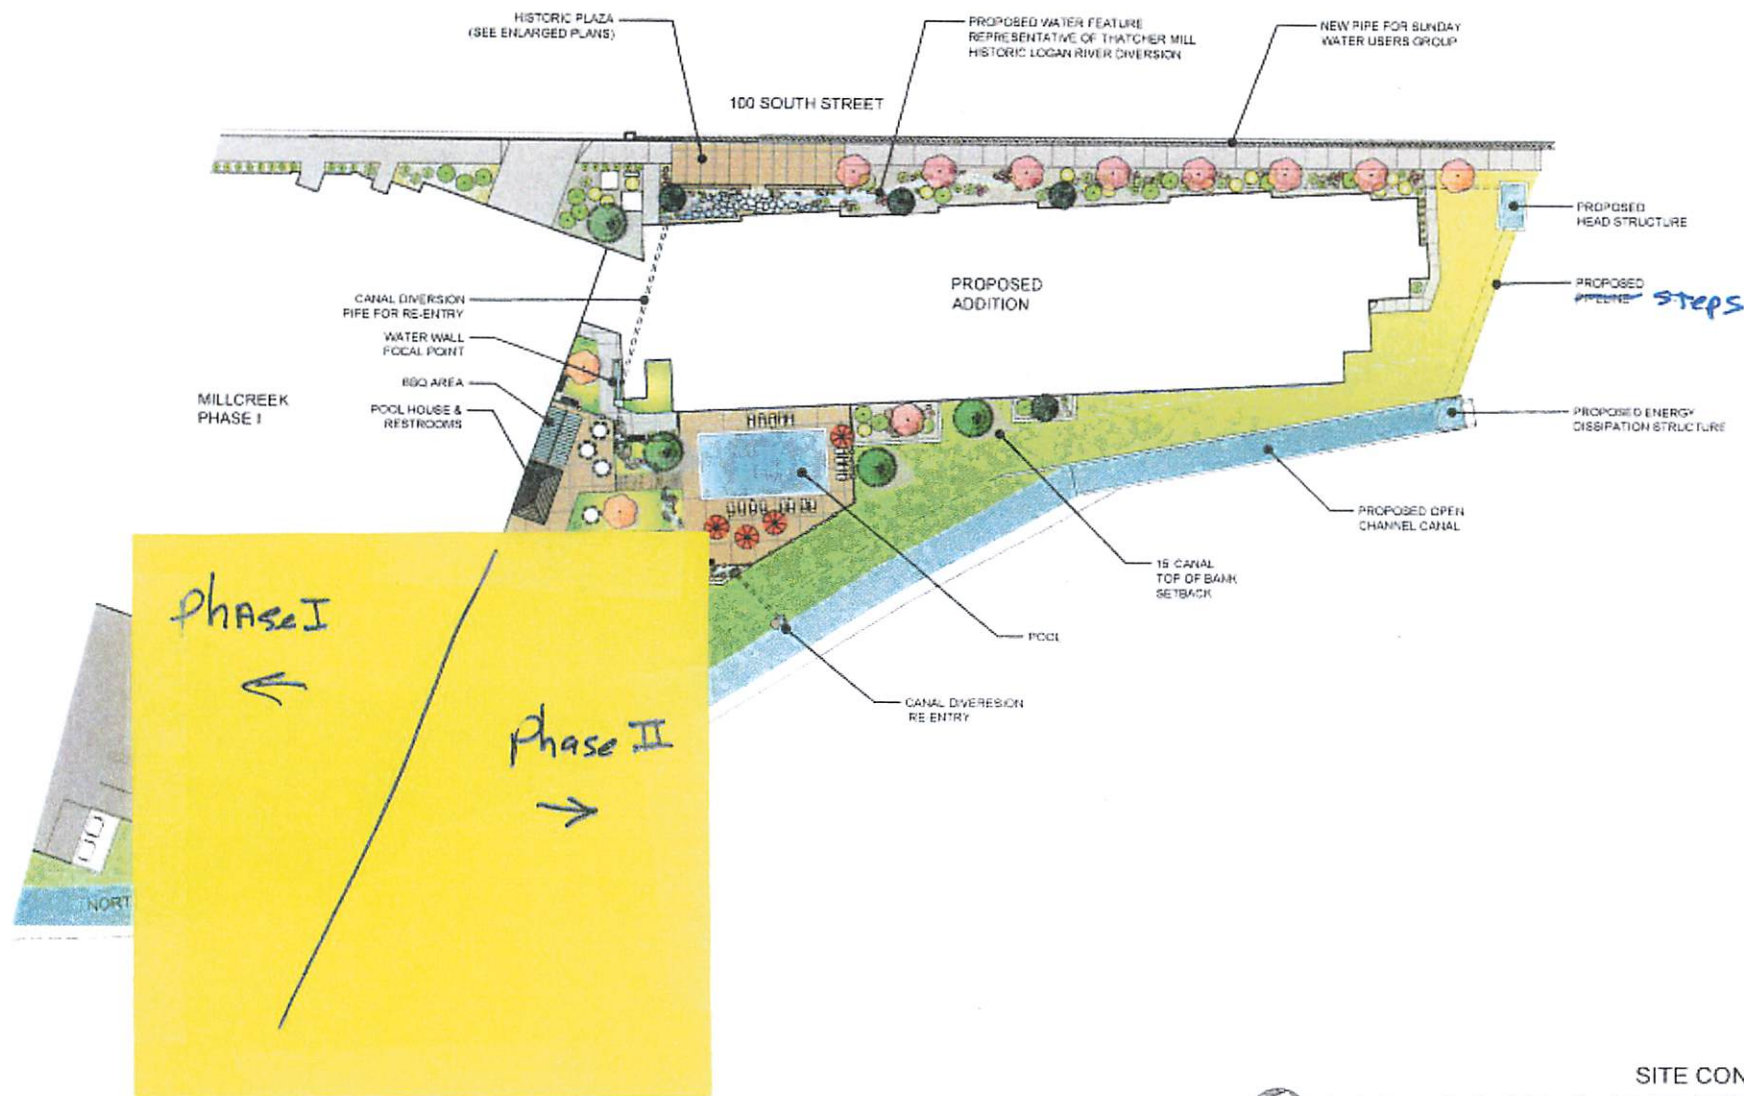 HISTORIC PLAZA
(SEE ENLARGED PLANS)
PROPOSED WATER FEATURE
REPRESENTATIVE OF THATCHER MILL
HISTORIC LOGAN RIVER DIVERSION
NEW PIPE FOR SUNDAY
WATER USERS GROUP
100 SOUTH STREET
PROPOSED
HEAD STRUCTURE
PROPOSED
ADDITION
PROPOSED
PIPELINE steps
CANAL DIVERSION
PIPE FOR RE-ENTRY
WATER WALL
FOCAL POINT
BBQ AREA
MILLCREEK
PHASE I
POOL HOUSE &
RESTROOMS
PROPOSED ENERGY
DISSIPATION STRUCTURE
PROPOSED OPEN
CHANNEL CANAL
15' CANAL
TOP OF BANK
SETBACK
PhAse I
POOL
CANAL DIVERESION
RE-ENTRY
Phase II
NORT
SITE CON